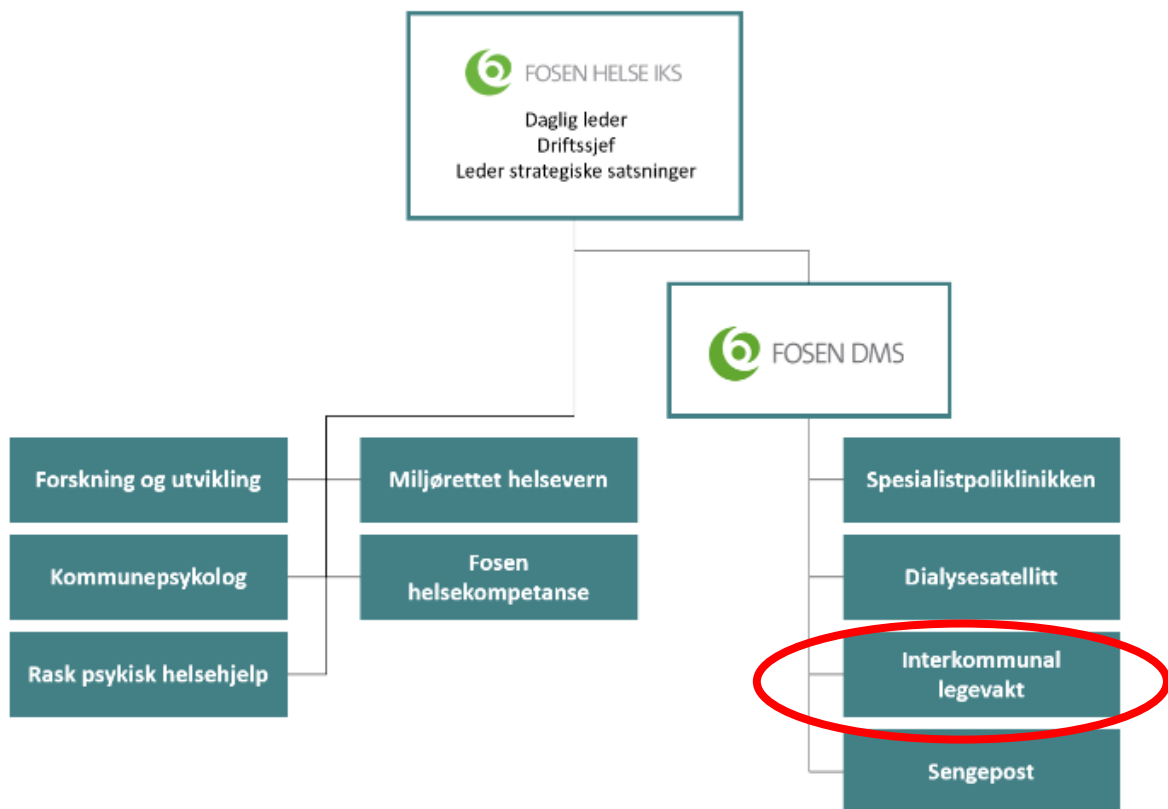 FOSEN HELSE IKS
Daglig leder
Driftssjef
Leder strategiske satsninger
FOSEN DMS
Forskning og utvikling
Miljørettet helsevern
Spesialistpoliklinikken
Kommunepsykolog
Fosen
helsekompetanse
Dialysesatellitt
Rask psykisk helsehjelp
Interkommunal
legevakt
Sengepost